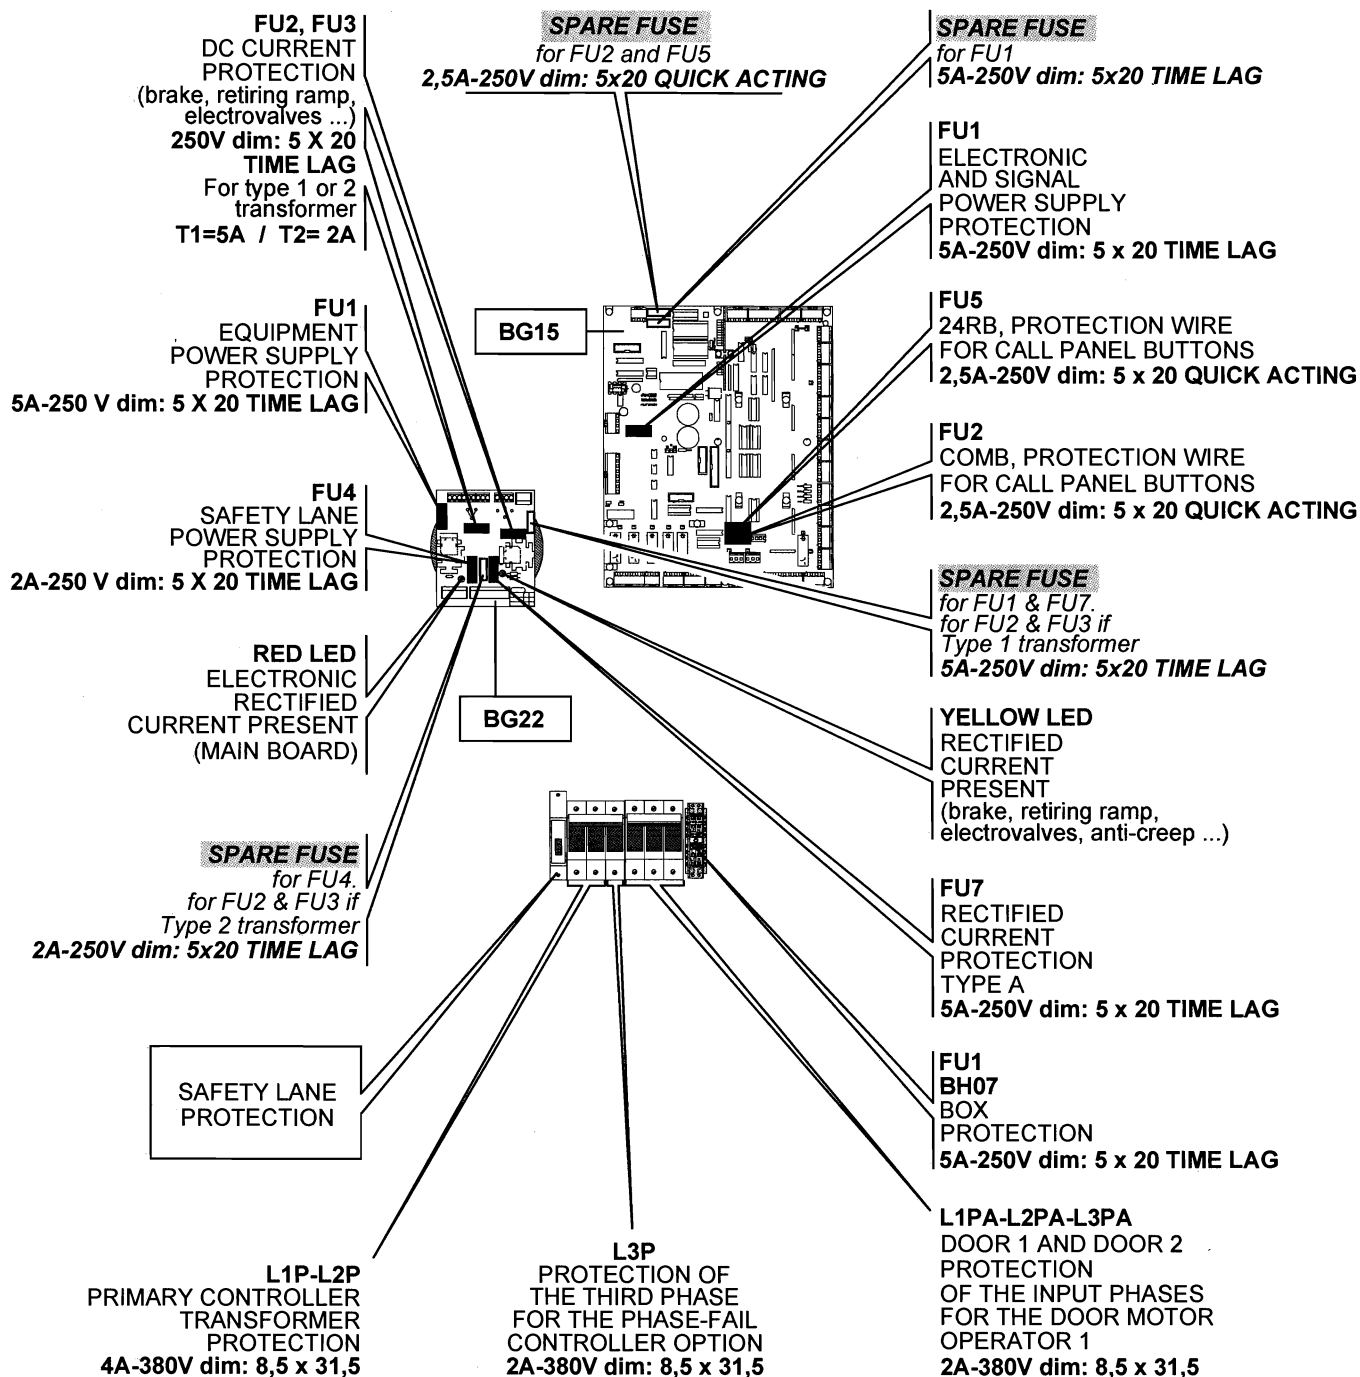 FU2, FU3
DC CURRENT
PROTECTION
(brake, retiring ramp,
electrovalves ...)
250V dim: 5 X 20
TIME LAG
For type 1 or 2
transformer
T1=5A / T2= 2A
SPARE FUSE
for FU2 and FU5
2,5A-250V dim: 5x20 QUICK ACTING
SPARE FUSE
for FU1
5A-250V dim: 5x20 TIME LAG
FU1
ELECTRONIC
AND SIGNAL
POWER SUPPLY
PROTECTION
5A-250V dim: 5 x 20 TIME LAG
FU1
EQUIPMENT
POWER SUPPLY
PROTECTION
5A-250 V dim: 5 X 20 TIME LAG
BG15
FU5
24RB, PROTECTION WIRE
FOR CALL PANEL BUTTONS
2,5A-250V dim: 5 x 20 QUICK ACTING
FU2
COMB, PROTECTION WIRE
FOR CALL PANEL BUTTONS
2,5A-250V dim: 5 x 20 QUICK ACTING
FU4
SAFETY LANE
POWER SUPPLY
PROTECTION
2A-250 V dim: 5 X 20 TIME LAG
SPARE FUSE
for FU1 & FU7.
for FU2 & FU3 if
Type 1 transformer
5A-250V dim: 5x20 TIME LAG
RED LED
ELECTRONIC
RECTIFIED
CURRENT PRESENT
(MAIN BOARD)
BG22
YELLOW LED
RECTIFIED
CURRENT
PRESENT
(brake, retiring ramp,
electrovalves, anti-creep ...)
SPARE FUSE
for FU4.
for FU2 & FU3 if
Type 2 transformer
2A-250V dim: 5x20 TIME LAG
FU7
RECTIFIED
CURRENT
PROTECTION
TYPE A
5A-250V dim: 5 x 20 TIME LAG
SAFETY LANE
PROTECTION
FU1
BH07
BOX
PROTECTION
5A-250V dim: 5 x 20 TIME LAG
L1P-L2P
PRIMARY CONTROLLER
TRANSFORMER
PROTECTION
4A-380V dim: 8,5 x 31,5
L3P
PROTECTION OF
THE THIRD PHASE
FOR THE PHASE-FAIL
CONTROLLER OPTION
2A-380V dim: 8,5 x 31,5
L1PA-L2PA-L3PA
DOOR 1 AND DOOR 2
PROTECTION
OF THE INPUT PHASES
FOR THE DOOR MOTOR
OPERATOR 1
2A-380V dim: 8,5 x 31,5